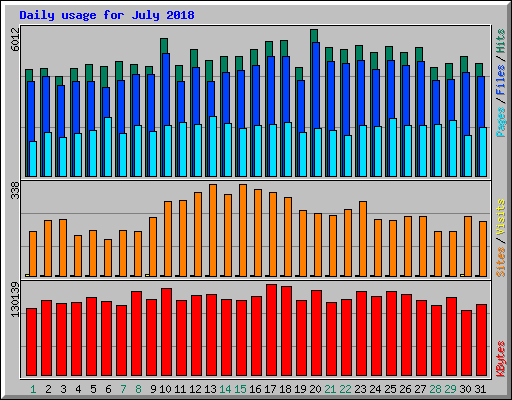 Daily usage for July 2018
6012
Pages/Files/Hits
338
Sites/Visits
130139
KBytes
1 2 3 4 5 6 7 8 9 10 11 12 13 14 15 16 17 18 19 20 21 22 23 24 25 26 27 28 29 30 31